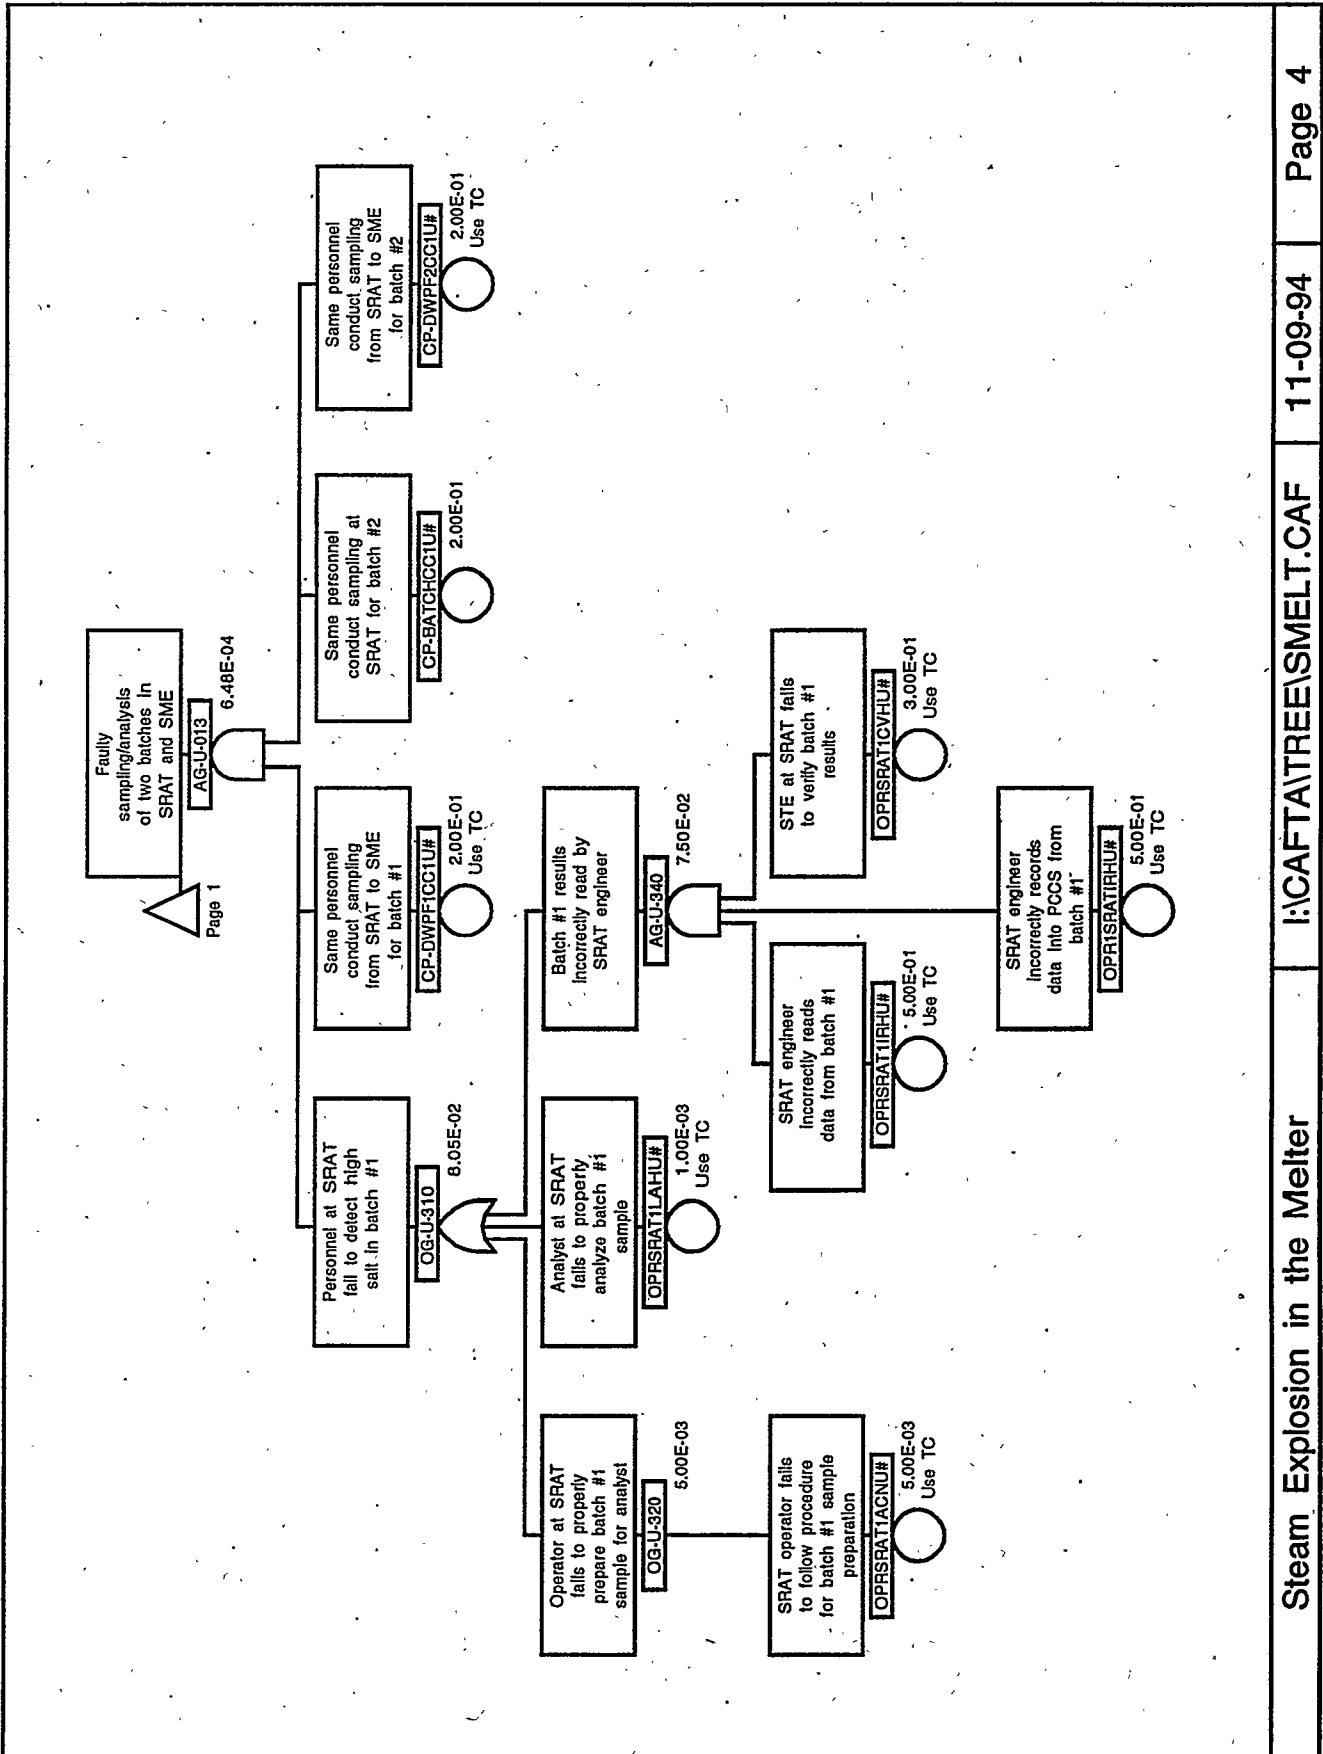 Faulty
sampling/analysis
of two batches in
SRAT and SME
AG-U-013
6.48E-04
Page 1
Personnel at SRAT
fail to detect high
salt in batch #1
OG-U-310
8.05E-02
Same personnel
conduct sampling
from SRAT to SME
for batch #1
CP-DWPF1CC1U#
2.00E-01
Use TC
Same personnel
conduct sampling at
SRAT for batch #2
CP-BATCHCC1U#
2.00E-01
Same personnel
conduct sampling
from SRAT to SME
for batch #2
CP-DWPF2CC1U#
2.00E-01
Use TC
Operator at SRAT
fails to properly
prepare batch #1
sample for analyst
OG-U-320
5.00E-03
Analyst at SRAT
fails to properly
analyze batch #1
sample
OPRSRAT1LAHU#
1.00E-03
Use TC
Batch #1 results
incorrectly read by
SRAT engineer
AG-U-340
7.50E-02
SRAT operator fails
to follow procedure
for batch #1 sample
preparation
OPRSRAT1ACNU#
5.00E-03
Use TC
SRAT engineer
incorrectly reads
data from batch #1
OPRSRAT1IRHU#
5.00E-01
Use TC
STE at SRAT fails
to verify batch #1
results
OPRSRAT1CVHU#
3.00E-01
Use TC
SRAT engineer
incorrectly records
data into PCCS from
batch #1
OPR1SRATIRHU#
5.00E-01
Use TC
Steam Explosion in the Melter
I:\CAFTA\TREE\SMELT.CAF
11-09-94
Page 4